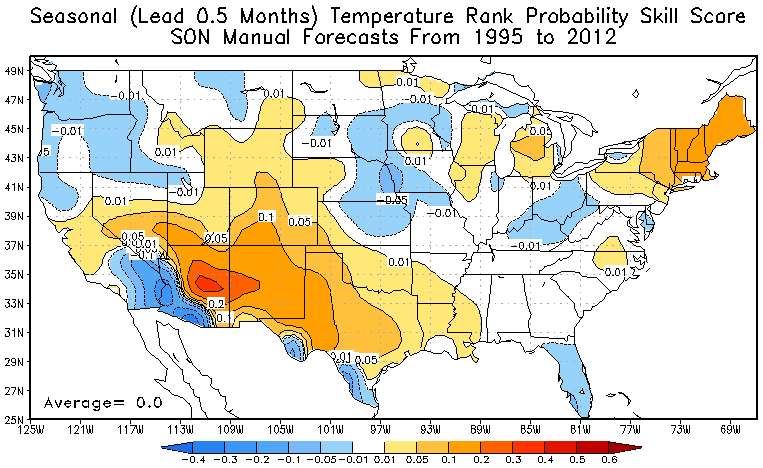 Seasonal (Lead 0.5 Months) Temperature Rank Probability Skill Scare
SON Manual Forecasts From 1995 to 2012
49N
47N
45N
43N
41N
39N
37N
35N
33N
31N
29N
27N
25N
0.01
0.01
-0.01
-0.01
0.01
-0.01
0.05
-0.01
0.01
0.01
5
-0.01
0.01
-0.05
0.01
-0.01
0.1
0.05
0.05
0.05
0.01
-0.01
-0.1
0.01
0.01
0.2
0.1
0.01
0.05
Average= 0.0
125W 121W 117W 113W 109W 105W 101W 97W 93W 89W 85W 81W 77W 73W 69W
-0.4 -0.3 -0.2 -0.1 -0.05 -0.01 0.01 0.05 0.1 0.2 0.3 0.4 0.5 0.6